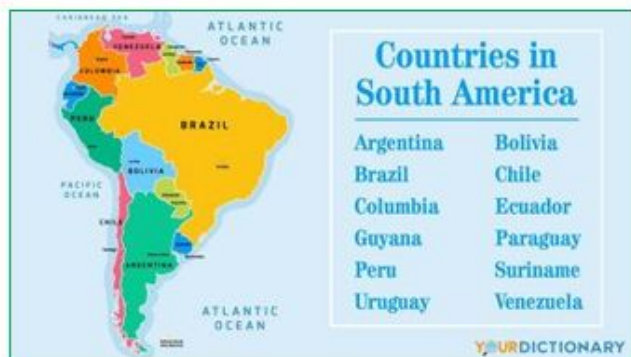 CARIBBEAN SEA
ATLANTIC
OCEAN
VENEZUELA
COLOMBIA
PERU
BRAZIL
BOLIVIA
PACIFIC
OCEAN
CHILE
ARGENTINA
ATLANTIC
OCEAN
Countries in
South America
Argentina Bolivia
Brazil Chile
Columbia Ecuador
Guyana Paraguay
Peru Suriname
Uruguay Venezuela
YOURDICTIONARY